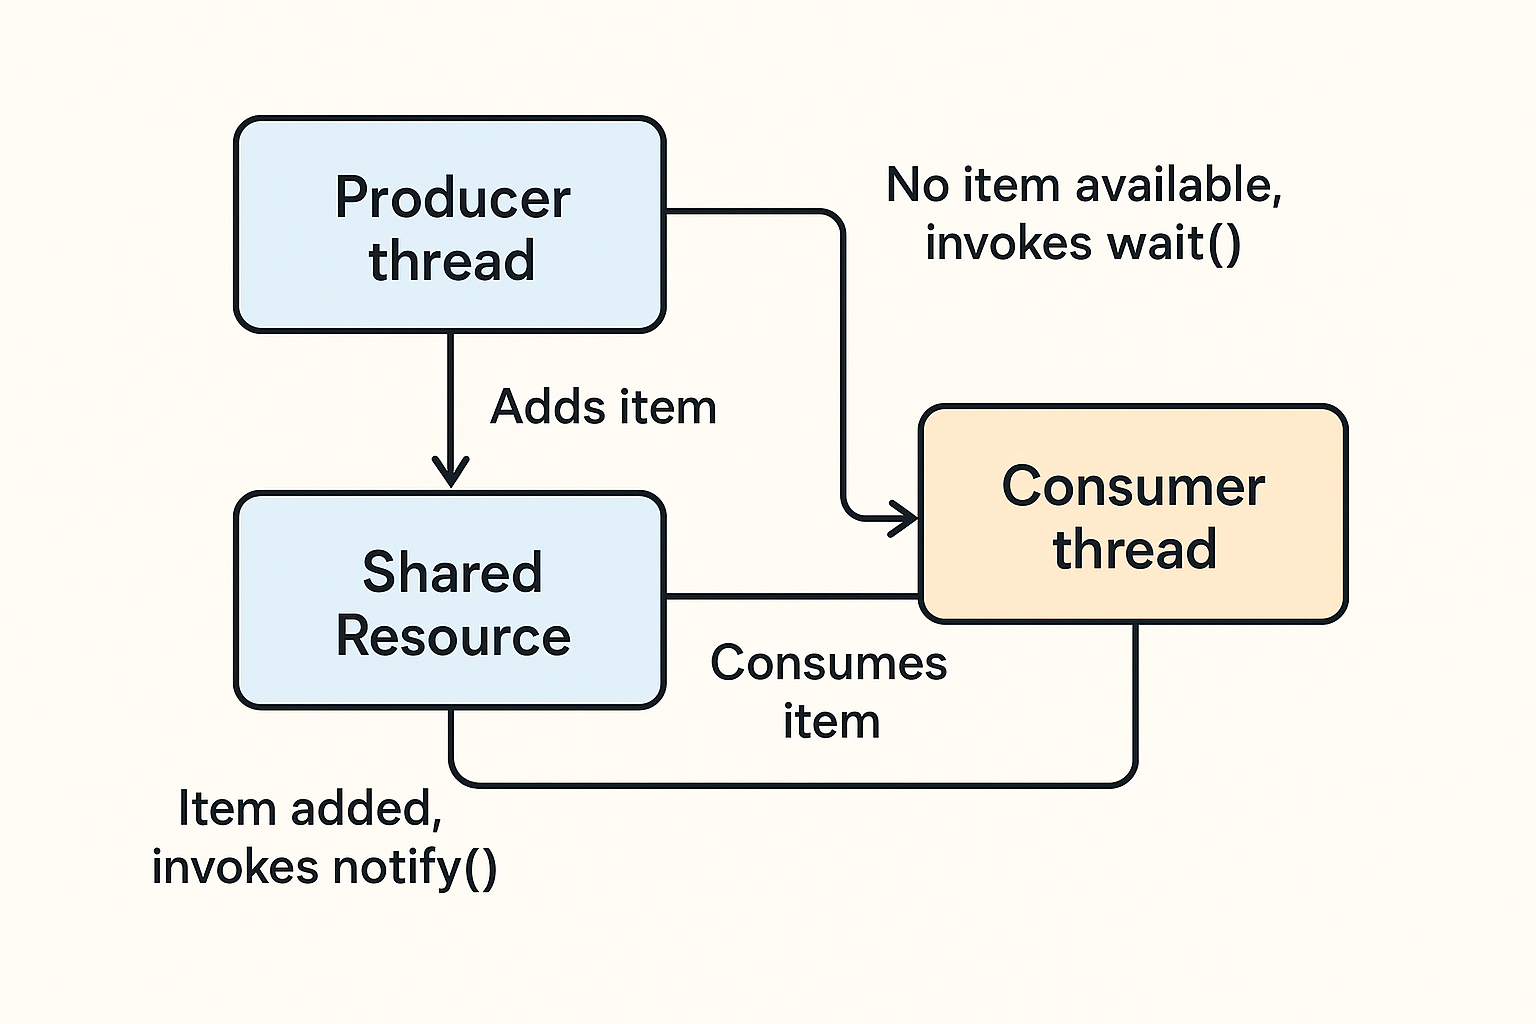 Producer
thread
No item available,
invokes wait()
Adds item
Consumer
thread
Shared
Resource
Consumes
item
Item added,
invokes notify()